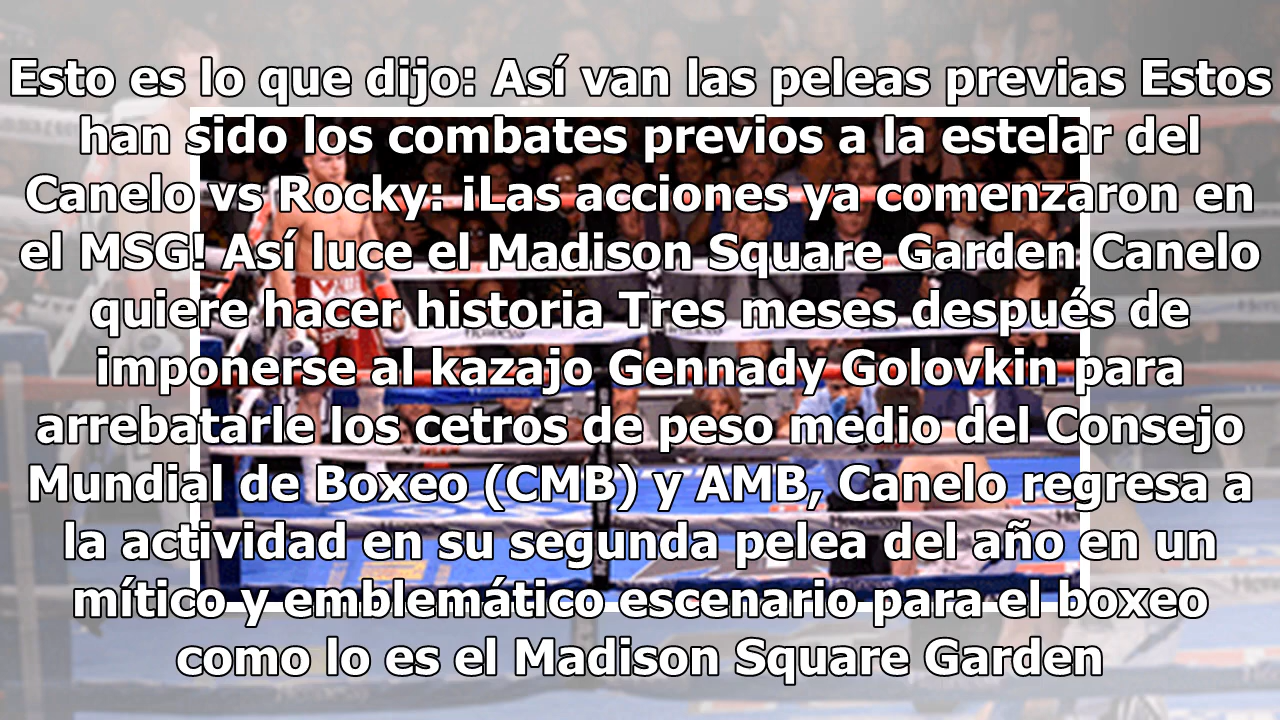 Esto es lo que dijo: Así van las peleas previas Estos
han sido los combates previos a la estelar del
Canelo vs Rocky: ¡Las acciones ya comenzaron en
el MSG! Así luce el Madison Square Garden Canelo
quiere hacer historia Tres meses después de
imponerse al kazajo Gennady Golovkin para
arrebatarle los cetros de peso medio del Consejo
Mundial de Boxeo (CMB) y AMB, Canelo regresa a
la actividad en su segunda pelea del año en un
mítico y emblemático escenario para el boxeo
como lo es el Madison Square Garden